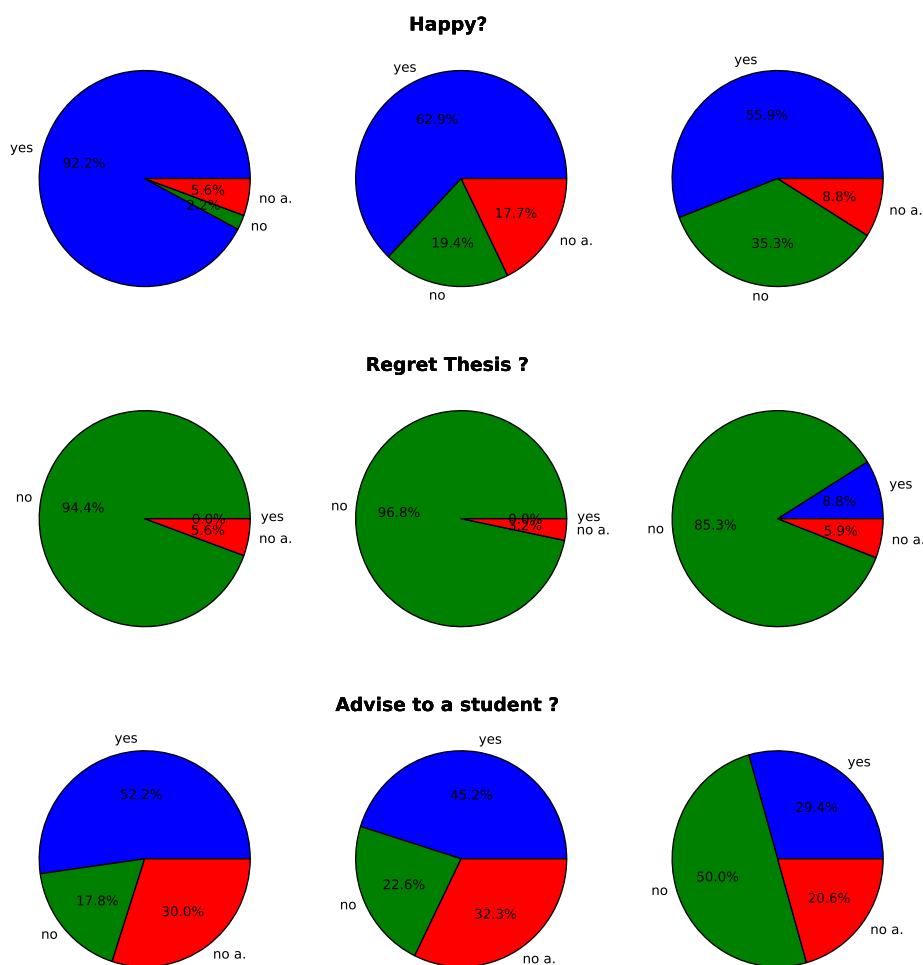 Happy?
yes
92.2%
5.6%
2.2%
no a.
no
yes
62.9%
17.7%
19.4%
no a.
no
yes
55.9%
8.8%
35.3%
no a.
no
Regret Thesis ?
no
94.4%
0.0%
5.6%
yes
no a.
no
96.8%
0.0%
3.2%
yes
no a.
no
85.3%
8.8%
5.9%
yes
no a.
Advise to a student ?
yes
52.2%
17.8%
30.0%
no
no a.
yes
45.2%
22.6%
32.3%
no
no a.
yes
29.4%
50.0%
20.6%
no
no a.